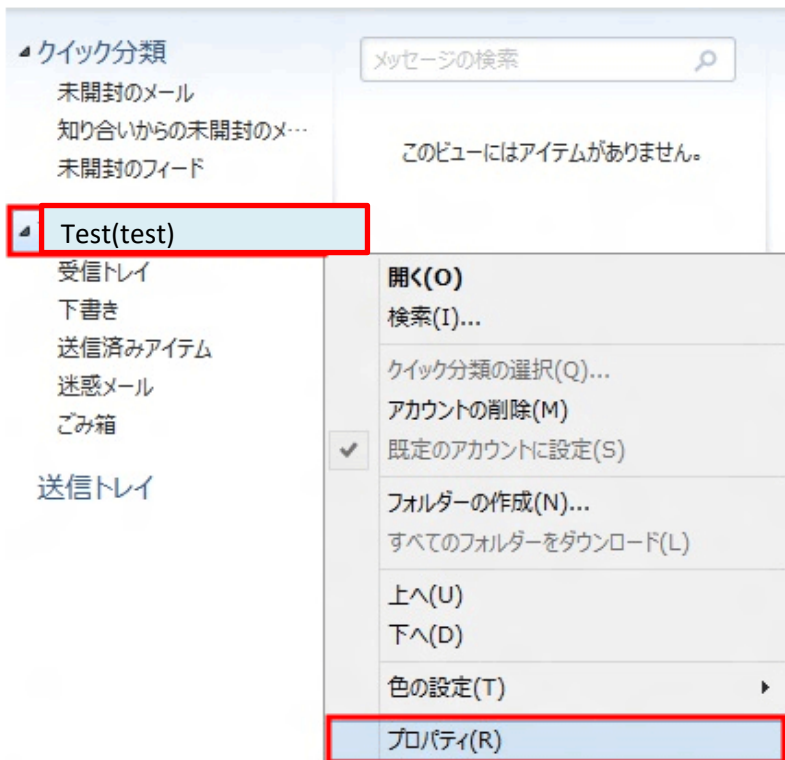 クイック分類
未開封のメール
知り合いからの未開封のメ…
未開封のフィード
メッセージの検索
このビューにはアイテムがありません。
Test(test)
受信トレイ
下書き
送信済みアイテム
迷惑メール
ごみ箱
送信トレイ
開く(O)
検索(I)...
クイック分類の選択(Q)...
アカウントの削除(M)
既定のアカウントに設定(S)
フォルダーの作成(N)...
すべてのフォルダーをダウンロード(L)
上へ(U)
下へ(D)
色の設定(T)
プロパティ(R)